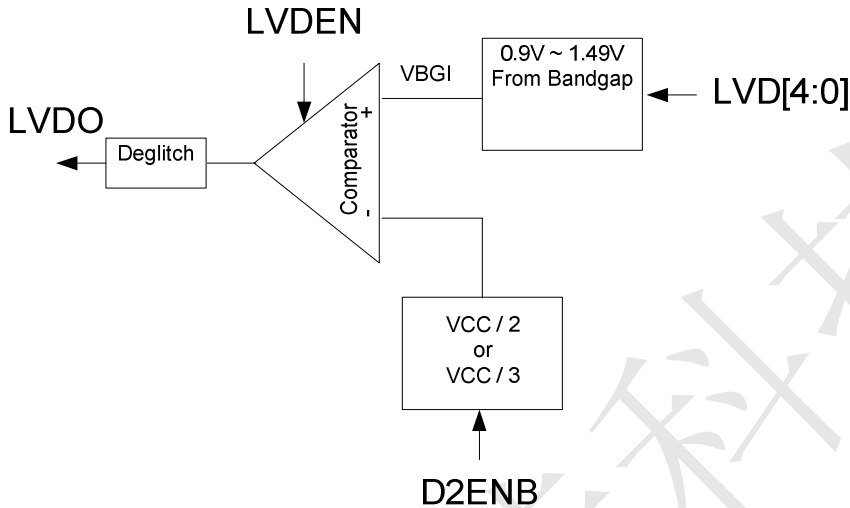 LVDEN
LVDO
Deglitch
Comparator
+
-
VBGI
0.9V ~ 1.49V
From Bandgap
LVD[4:0]
VCC / 2
or
VCC / 3
D2ENB
科